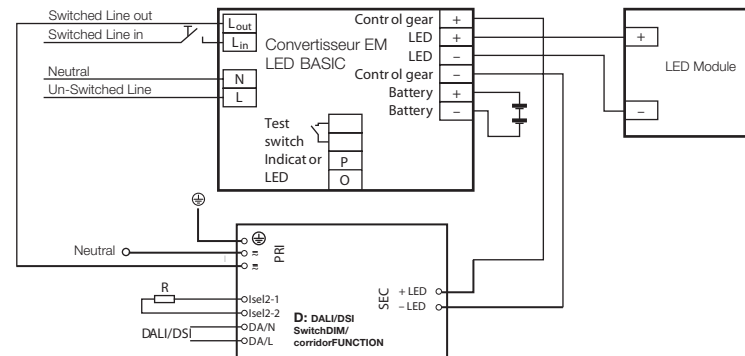 Switched Line out
Switched Line in
Neutral
Un-Switched Line
Lout
Lin
N
L
Convertisseur EM
LED BASIC
Test
switch
Indicator
LED
P
O
Control gear +
LED +
LED –
Control gear –
Battery +
Battery –
+
LED Module
–
Neutral
PRI
R
Isel2-1
Isel2-2
DALI/DSI
DA/N
DA/L
D: DALI/DSI
SwitchDIM/
corridorFUNCTION
SEC
+ LED
– LED